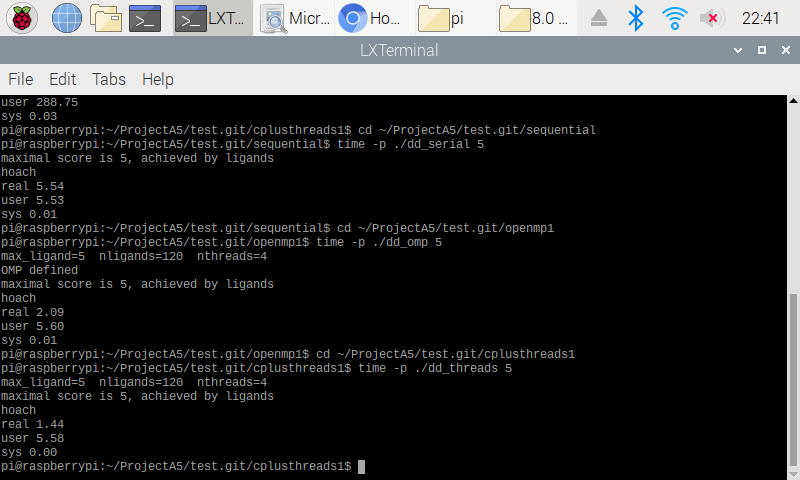 LXT... Micr... Ho... pi 8.0 ... 22:41
LXTerminal
File Edit Tabs Help
user 288.75
sys 0.03
pi@raspberrypi:~/ProjectA5/test.git/cplusthreads1$ cd ~/ProjectA5/test.git/sequential
pi@raspberrypi:~/ProjectA5/test.git/sequential$ time -p ./dd_serial 5
maximal score is 5, achieved by ligands
hoach
real 5.54
user 5.53
sys 0.01
pi@raspberrypi:~/ProjectA5/test.git/sequential$ cd ~/ProjectA5/test.git/openmp1
pi@raspberrypi:~/ProjectA5/test.git/openmp1$ time -p ./dd_omp 5
max_ligand=5  nligands=120  nthreads=4
OMP defined
maximal score is 5, achieved by ligands
hoach
real 2.09
user 5.60
sys 0.01
pi@raspberrypi:~/ProjectA5/test.git/openmp1$ cd ~/ProjectA5/test.git/cplusthreads1
pi@raspberrypi:~/ProjectA5/test.git/cplusthreads1$ time -p ./dd_threads 5
max_ligand=5  nligands=120  nthreads=4
maximal score is 5, achieved by ligands
hoach
real 1.44
user 5.58
sys 0.00
pi@raspberrypi:~/ProjectA5/test.git/cplusthreads1$